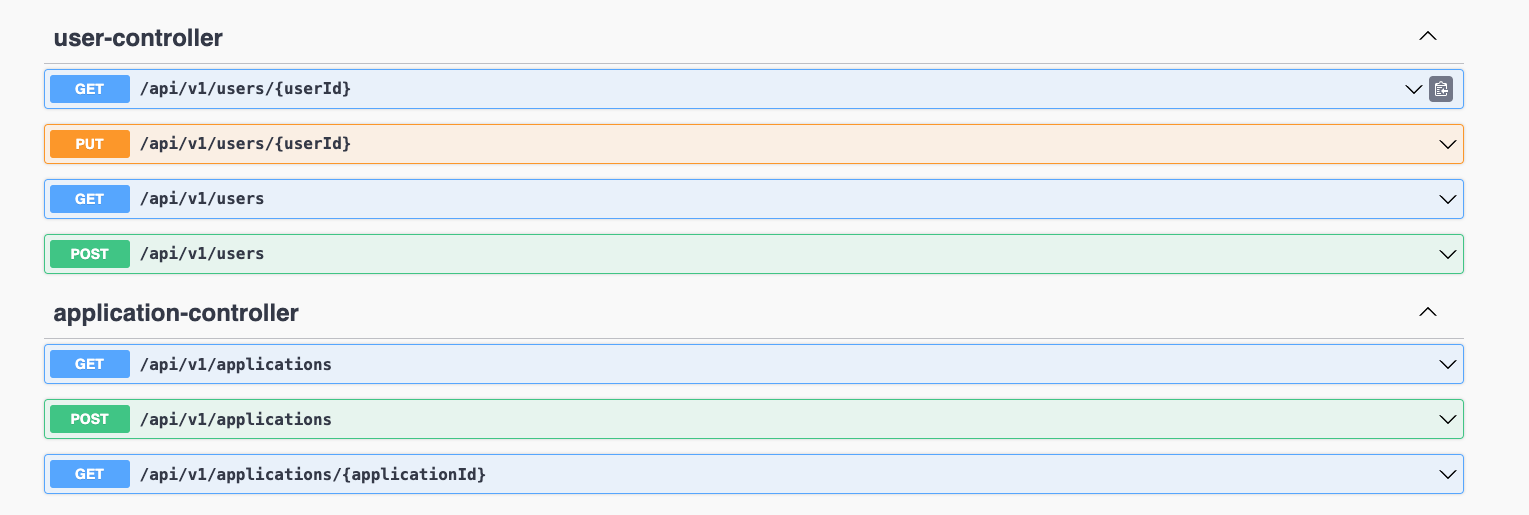 user-controller
GET /api/v1/users/{userId}
PUT /api/v1/users/{userId}
GET /api/v1/users
POST /api/v1/users
application-controller
GET /api/v1/applications
POST /api/v1/applications
GET /api/v1/applications/{applicationId}